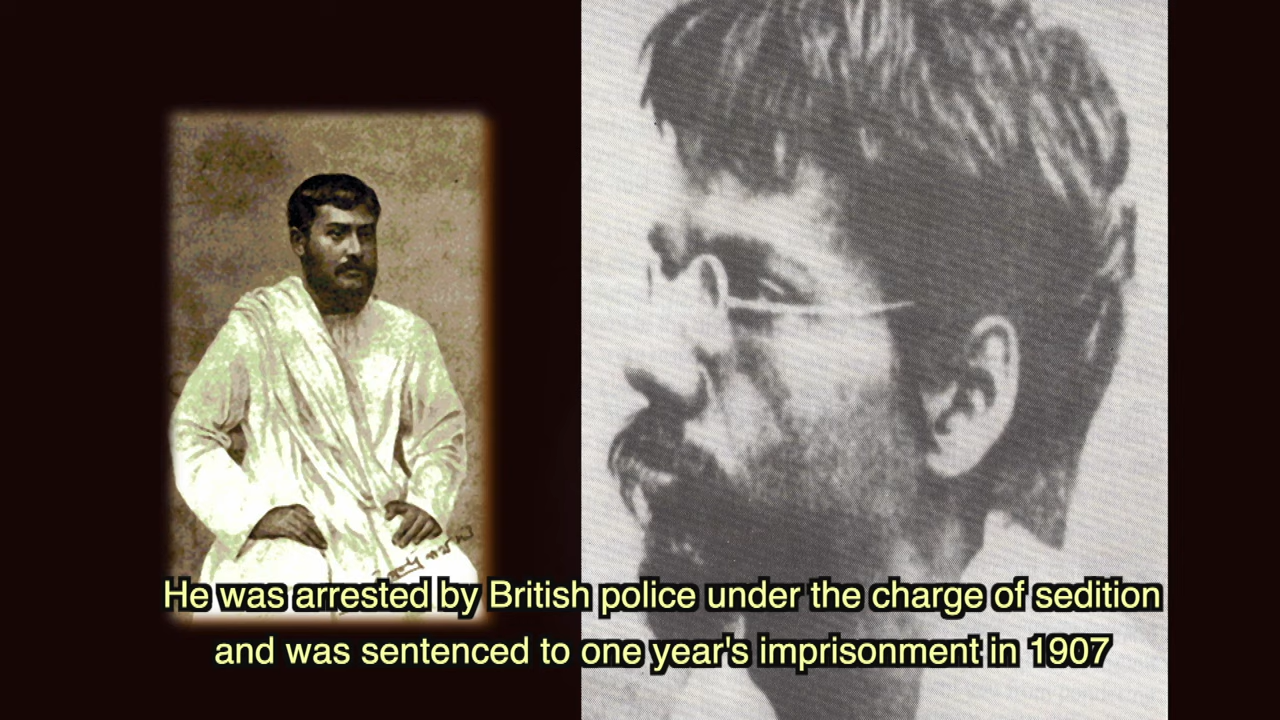 He was arrested by British police under the charge of sedition
and was sentenced to one year's imprisonment in 1907